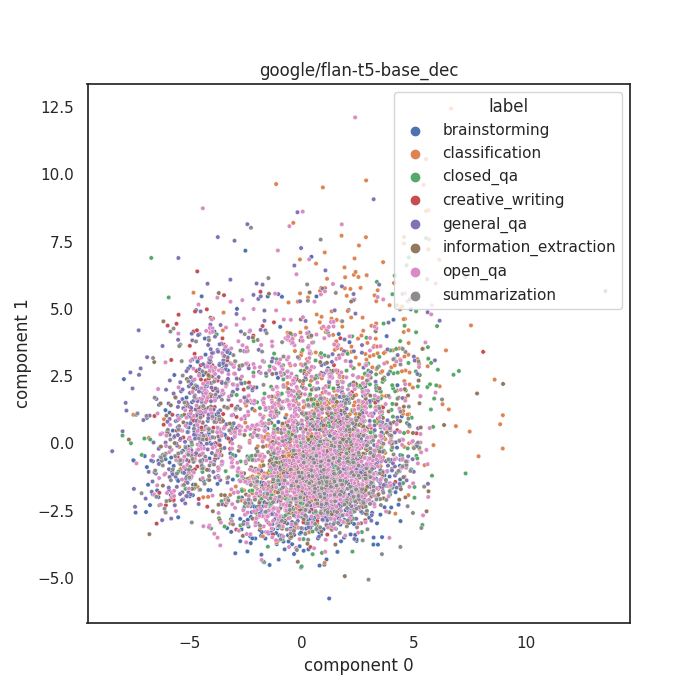 google/flan-t5-base_dec
12.5
10.0
7.5
5.0
2.5
0.0
−2.5
−5.0
component 1
label
brainstorming
classification
closed_qa
creative_writing
general_qa
information_extraction
open_qa
summarization
−5
0
5
10
component 0